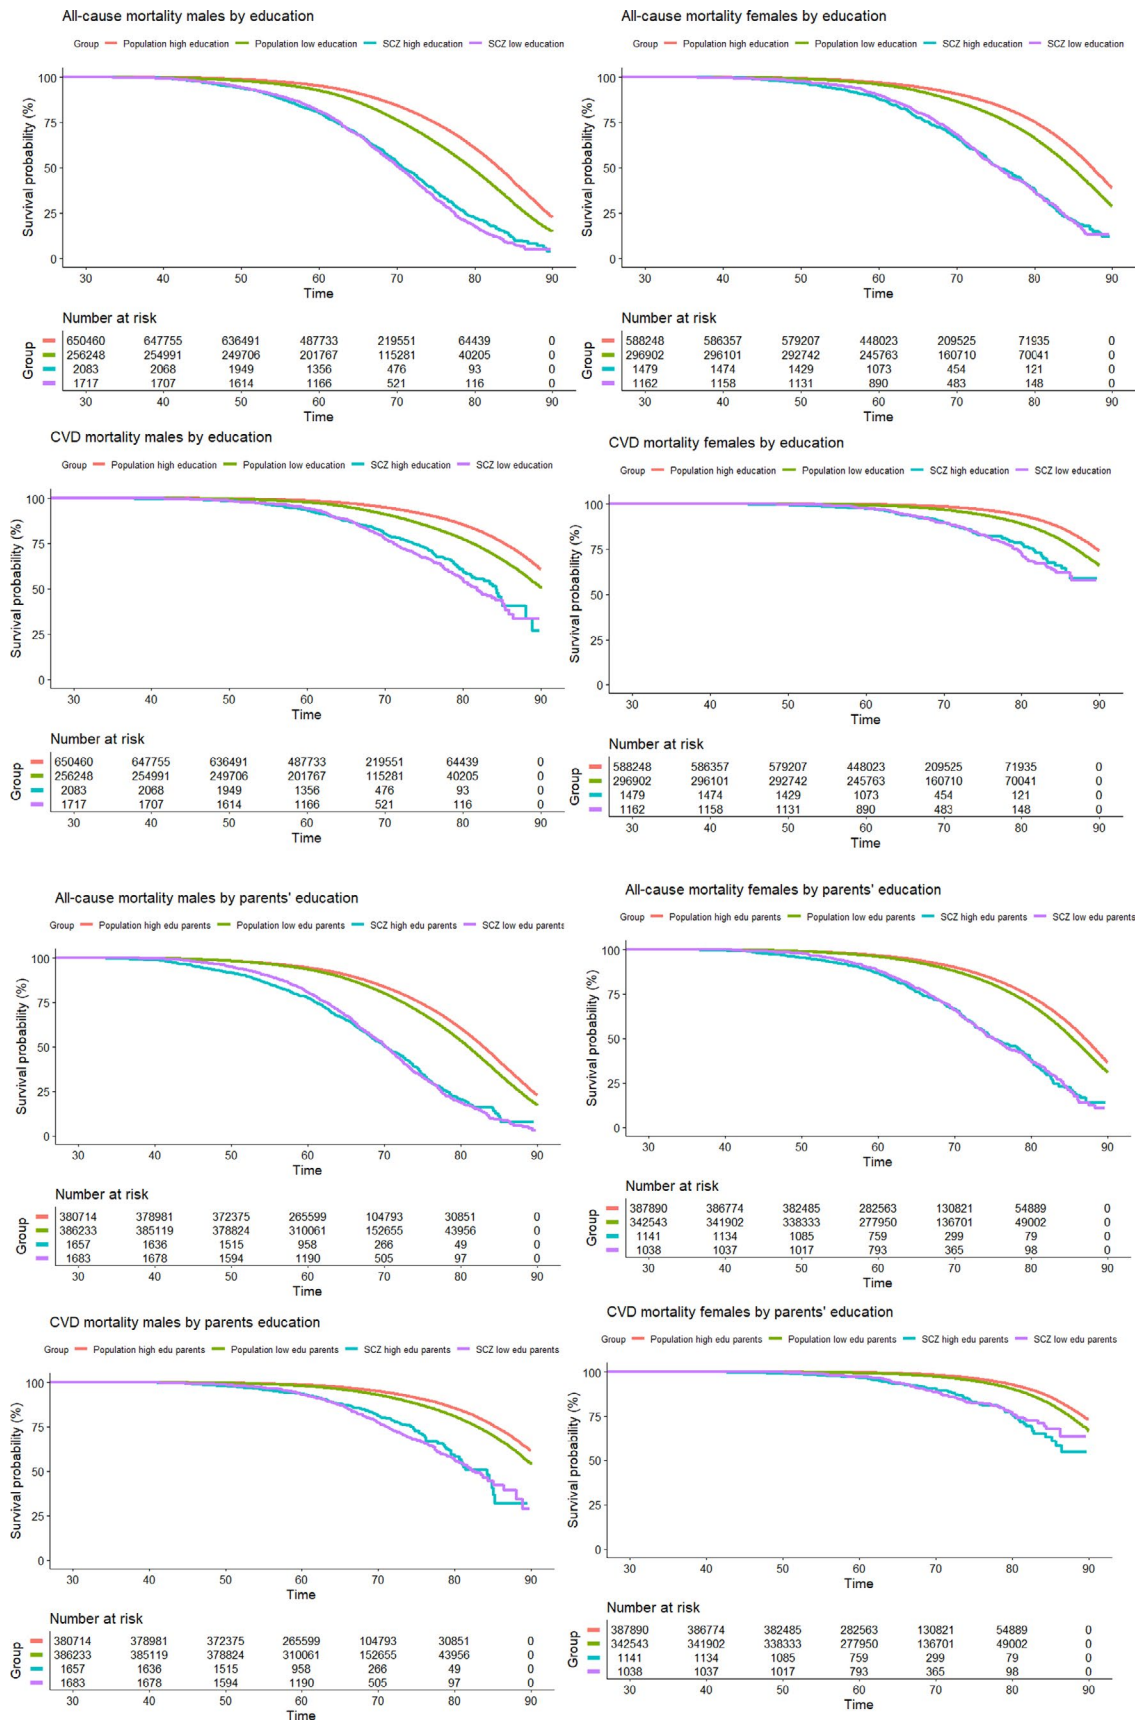 All-cause mortality males by education
Group Population high education Population low education SCZ high education SCZ low education
Survival probability (%)
100
75
50
25
0
30 40 50 60 70 80 90
Time
Number at risk
Group
650460 647755 636491 487733 219551 64439 0
256248 254991 249706 201767 115281 40205 0
2083 2068 1949 1356 476 93 0
1717 1707 1614 1166 521 116 0
30 40 50 60 70 80 90
Time
All-cause mortality females by education
Group Population high education Population low education SCZ high education SCZ low education
Survival probability (%)
100
75
50
25
0
30 40 50 60 70 80 90
Time
Number at risk
Group
588248 586357 579207 448023 209525 71935 0
296902 296101 292742 245763 160710 70041 0
1479 1474 1429 1073 454 121 0
1162 1158 1131 890 483 148 0
30 40 50 60 70 80 90
Time
CVD mortality males by education
Group Population high education Population low education SCZ high education SCZ low education
Survival probability (%)
100
75
50
25
0
30 40 50 60 70 80 90
Time
Number at risk
Group
650460 647755 636491 487733 219551 64439 0
256248 254991 249706 201767 115281 40205 0
2083 2068 1949 1356 476 93 0
1717 1707 1614 1166 521 116 0
30 40 50 60 70 80 90
Time
CVD mortality females by education
Group Population high education Population low education SCZ high education SCZ low education
Survival probability (%)
100
75
50
25
0
30 40 50 60 70 80 90
Time
Number at risk
Group
588248 586357 579207 448023 209525 71935 0
296902 296101 292742 245763 160710 70041 0
1479 1474 1429 1073 454 121 0
1162 1158 1131 890 483 148 0
30 40 50 60 70 80 90
Time
All-cause mortality males by parents' education
Group Population high edu parents Population low edu parents SCZ high edu parents SCZ low edu parents
Survival probability (%)
100
75
50
25
0
30 40 50 60 70 80 90
Time
Number at risk
Group
380714 378981 372375 265599 104793 30851 0
386233 385119 378824 310061 152655 43956 0
1657 1636 1515 958 266 49 0
1683 1678 1594 1190 505 97 0
30 40 50 60 70 80 90
Time
All-cause mortality females by parents' education
Group Population high edu parents Population low edu parents SCZ high edu parents SCZ low edu parents
Survival probability (%)
100
75
50
25
0
30 40 50 60 70 80 90
Time
Number at risk
Group
387890 386774 382485 282563 130821 54889 0
342543 341902 338333 277950 136701 49002 0
1141 1134 1085 759 299 79 0
1038 1037 1017 793 365 98 0
30 40 50 60 70 80 90
Time
CVD mortality males by parents education
Group Population high edu parents Population low edu parents SCZ high edu parents SCZ low edu parents
Survival probability (%)
100
75
50
25
0
30 40 50 60 70 80 90
Time
Number at risk
Group
380714 378981 372375 265599 104793 30851 0
386233 385119 378824 310061 152655 43956 0
1657 1636 1515 958 266 49 0
1683 1678 1594 1190 505 97 0
30 40 50 60 70 80 90
Time
CVD mortality females by parents' education
Group Population high edu parents Population low edu parents SCZ high edu parents SCZ low edu parents
Survival probability (%)
100
75
50
25
0
30 40 50 60 70 80 90
Time
Number at risk
Group
387890 386774 382485 282563 130821 54889 0
342543 341902 338333 277950 136701 49002 0
1141 1134 1085 759 299 79 0
1038 1037 1017 793 365 98 0
30 40 50 60 70 80 90
Time